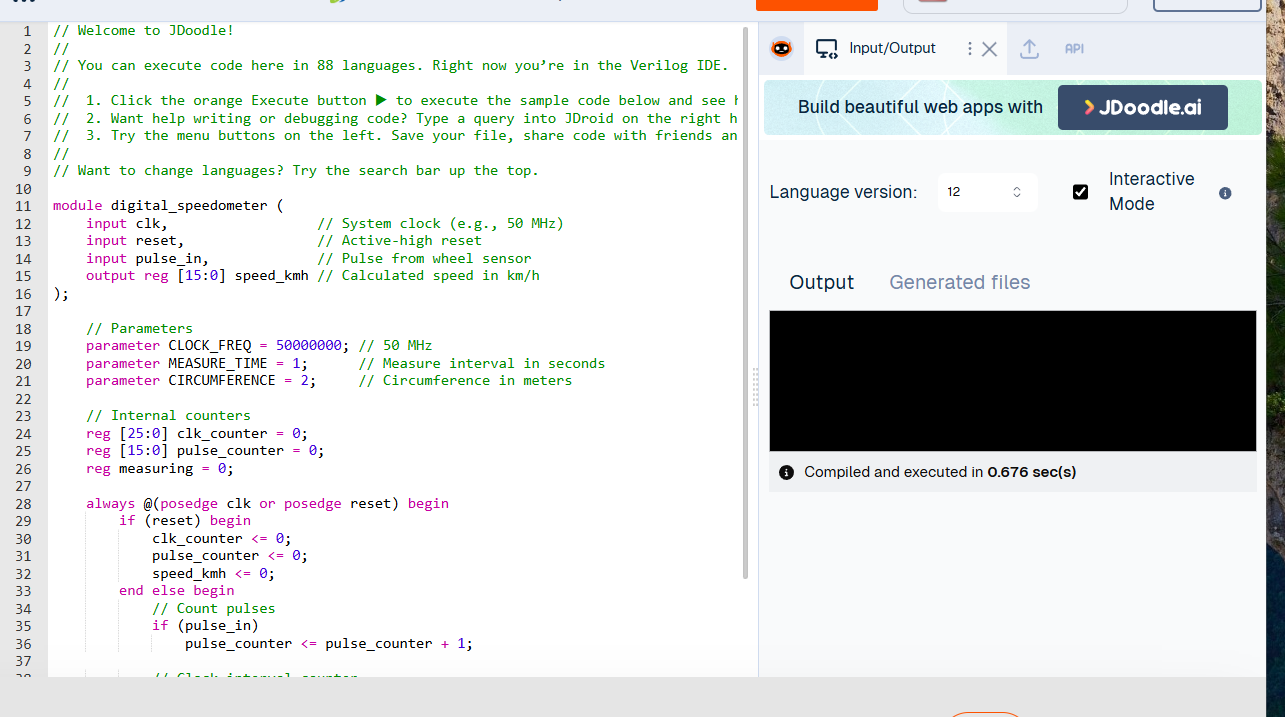 1 // Welcome to JDoodle!
2 //
3 // You can execute code here in 88 languages. Right now you’re in the Verilog IDE.
4 //
5 //  1. Click the orange Execute button ▶ to execute the sample code below and see
6 //  2. Want help writing or debugging code? Type a query into JDroid on the right
7 //  3. Try the menu buttons on the left. Save your file, share code with friends
8 //
9 // Want to change languages? Try the search bar up the top.
10
11 module digital_speedometer (
12     input clk,                  // System clock (e.g., 50 MHz)
13     input reset,                // Active-high reset
14     input pulse_in,             // Pulse from wheel sensor
15     output reg [15:0] speed_kmh // Calculated speed in km/h
16 );
17
18     // Parameters
19     parameter CLOCK_FREQ = 50000000; // 50 MHz
20     parameter MEASURE_TIME = 1;      // Measure interval in seconds
21     parameter CIRCUMFERENCE = 2;     // Circumference in meters
22
23     // Internal counters
24     reg [25:0] clk_counter = 0;
25     reg [15:0] pulse_counter = 0;
26     reg measuring = 0;
27
28     always @(posedge clk or posedge reset) begin
29         if (reset) begin
30             clk_counter <= 0;
31             pulse_counter <= 0;
32             speed_kmh <= 0;
33         end else begin
34             // Count pulses
35             if (pulse_in)
36                 pulse_counter <= pulse_counter + 1;
37
Input/Output
API
Build beautiful web apps with JDoodle.ai
Language version: 12
Interactive
Mode
Output Generated files
Compiled and executed in 0.676 sec(s)